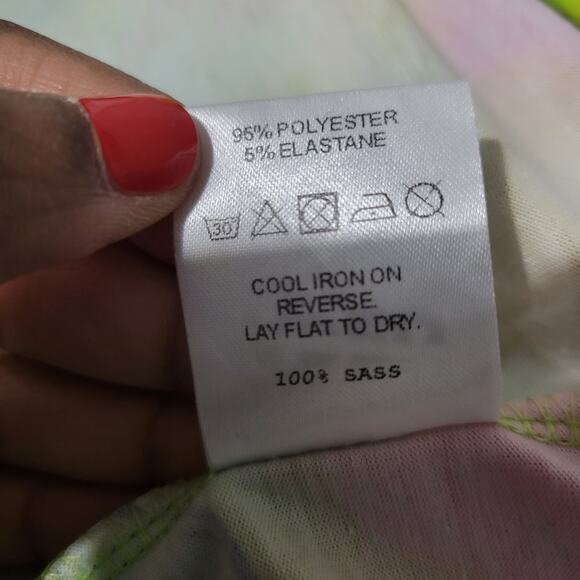 95% POLYESTER
5% ELASTANE
30
COOL IRON ON
REVERSE.
LAY FLAT TO DRY.
100% SASS